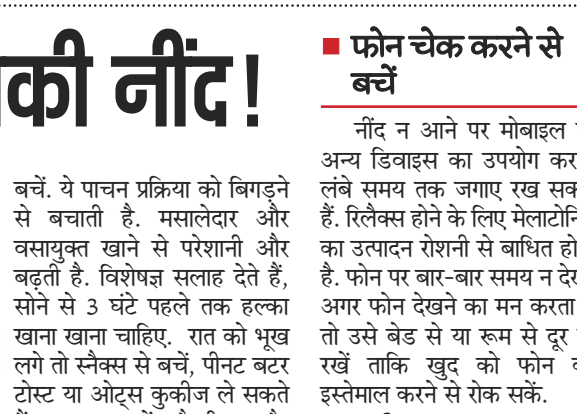 की नींद!
बचें. ये पाचन प्रक्रिया को बिगड़ने
से बचाती है. मसालेदार और
वसायुक्त खाने से परेशानी और
बढ़ती है. विशेषज्ञ सलाह देते हैं,
सोने से 3 घंटे पहले तक हल्का
खाना खाना चाहिए. रात को भूख
लगे तो स्नैक्स से बचें, पीनट बटर
टोस्ट या ओट्स कुकीज ले सकते
■ फोन चेक करने से
बचें
नींद न आने पर मोबाइल
अन्य डिवाइस का उपयोग कर
लंबे समय तक जगाए रख सक
हैं. रिलैक्स होने के लिए मेलाटोनि
का उत्पादन रोशनी से बाधित हो
है. फोन पर बार-बार समय न देख
अगर फोन देखने का मन करता
तो उसे बेड से या रूम से दूर
रखें ताकि खुद को फोन
इस्तेमाल करने से रोक सकें.